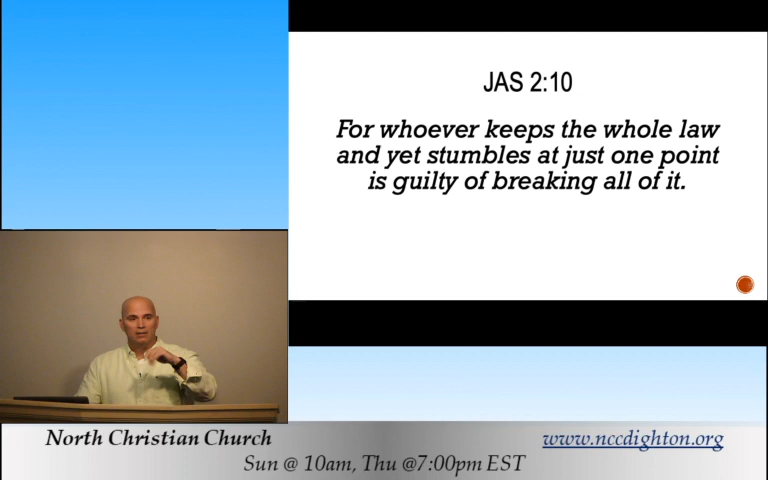 JAS 2:10
For whoever keeps the whole law
and yet stumbles at just one point
is guilty of breaking all of it.
North Christian Church
www.nccdighton.org
Sun @ 10am, Thu @7:00pm EST